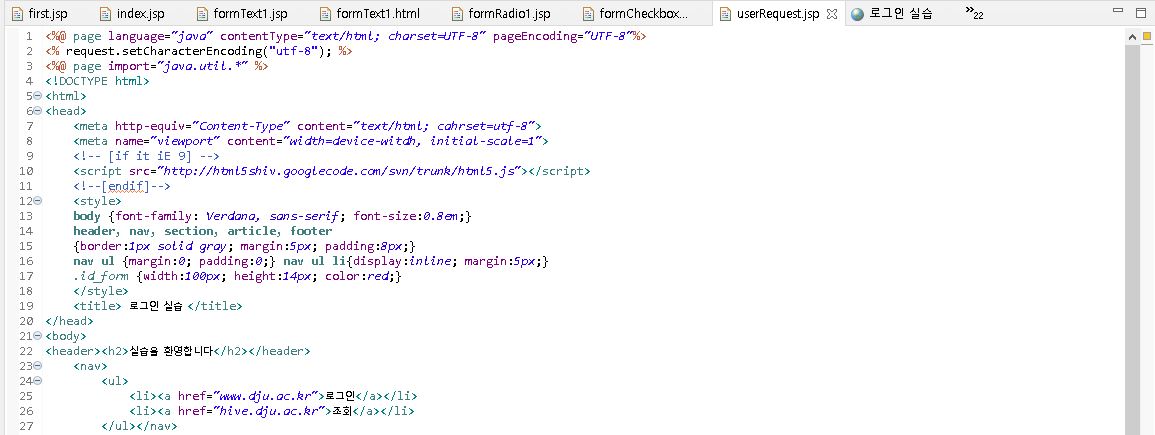 first.jsp index.jsp formText1.jsp formText1.html formRadio1.jsp formCheckbox... userRequest.jsp 로그인 실습 »22
1 <%@ page language="java" contentType="text/html; charset=UTF-8" pageEncoding="UTF-8"%>
2 <% request.setCharacterEncoding("utf-8"); %>
3 <%@ page import="java.util.*" %>
4 <!DOCTYPE html>
5 <html>
6 <head>
7 <meta http-equiv="Content-Type" content="text/html; cahrset=utf-8">
8 <meta name="viewport" content="width=device-witdh, initial-scale=1">
9 <!-- [if it iE 9] -->
10 <script src="http://html5shiv.googlecode.com/svn/trunk/html5.js"></script>
11 <!--[endif]-->
12 <style>
13 body {font-family: Verdana, sans-serif; font-size:0.8em;}
14 header, nav, section, article, footer
15 {border:1px solid gray; margin:5px; padding:8px;}
16 nav ul {margin:0; padding:0;} nav ul li{display:inline; margin:5px;}
17 .id_form {width:100px; height:14px; color:red;}
18 </style>
19 <title> 로그인 실습 </title>
20 </head>
21 <body>
22 <header><h2>실습을 환영합니다</h2></header>
23 <nav>
24 <ul>
25 <li><a href="www.dju.ac.kr">로그인</a></li>
26 <li><a href="hive.dju.ac.kr">조회</a></li>
27 </ul></nav>